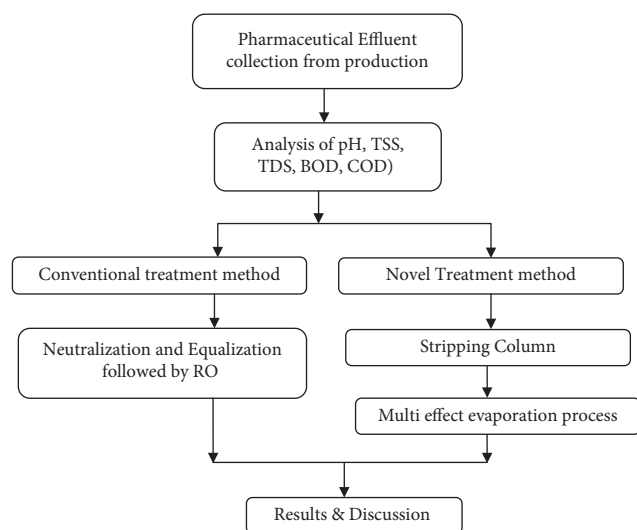 Pharmaceutical Effluent
collection from production
Analysis of pH, TSS,
TDS, BOD, COD)
Conventional treatment method
Novel Treatment method
Neutralization and Equalization
followed by RO
Stripping Column
Multi effect evaporation process
Results & Discussion